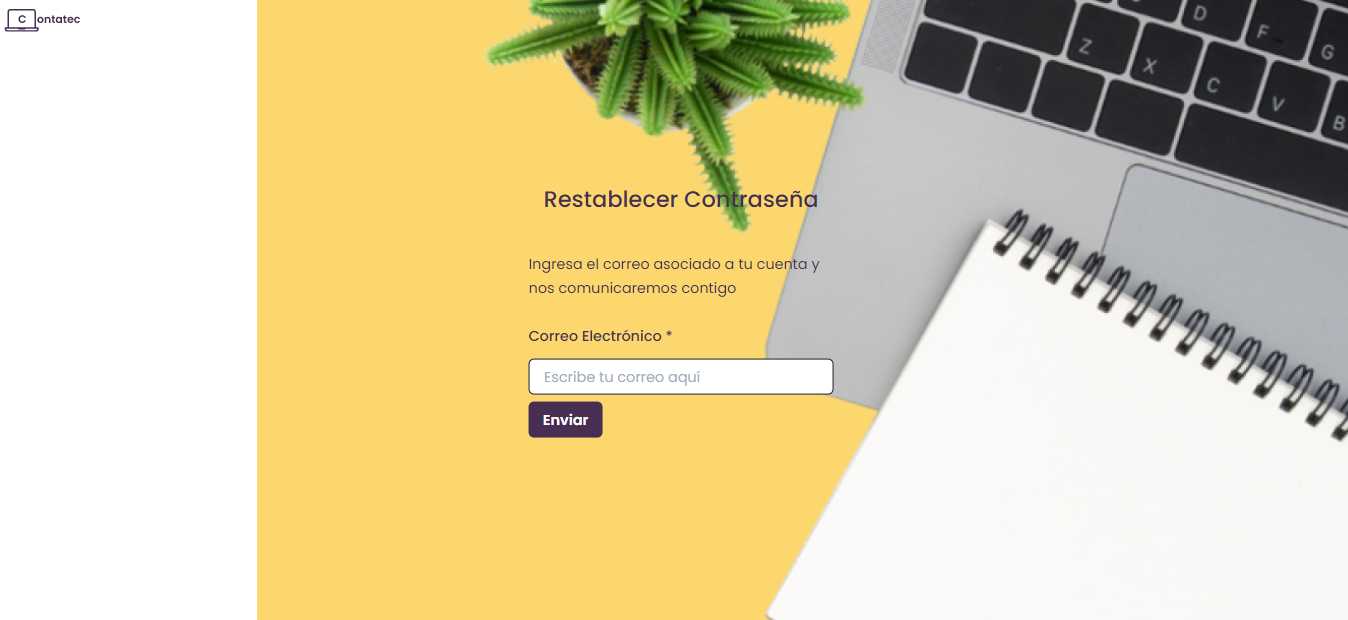 Contatec
D
F
G
Z
X
C
V
B
Restablecer Contraseña
Ingresa el correo asociado a tu cuenta y
nos comunicaremos contigo
Correo Electrónico *
Escribe tu correo aquí
Enviar